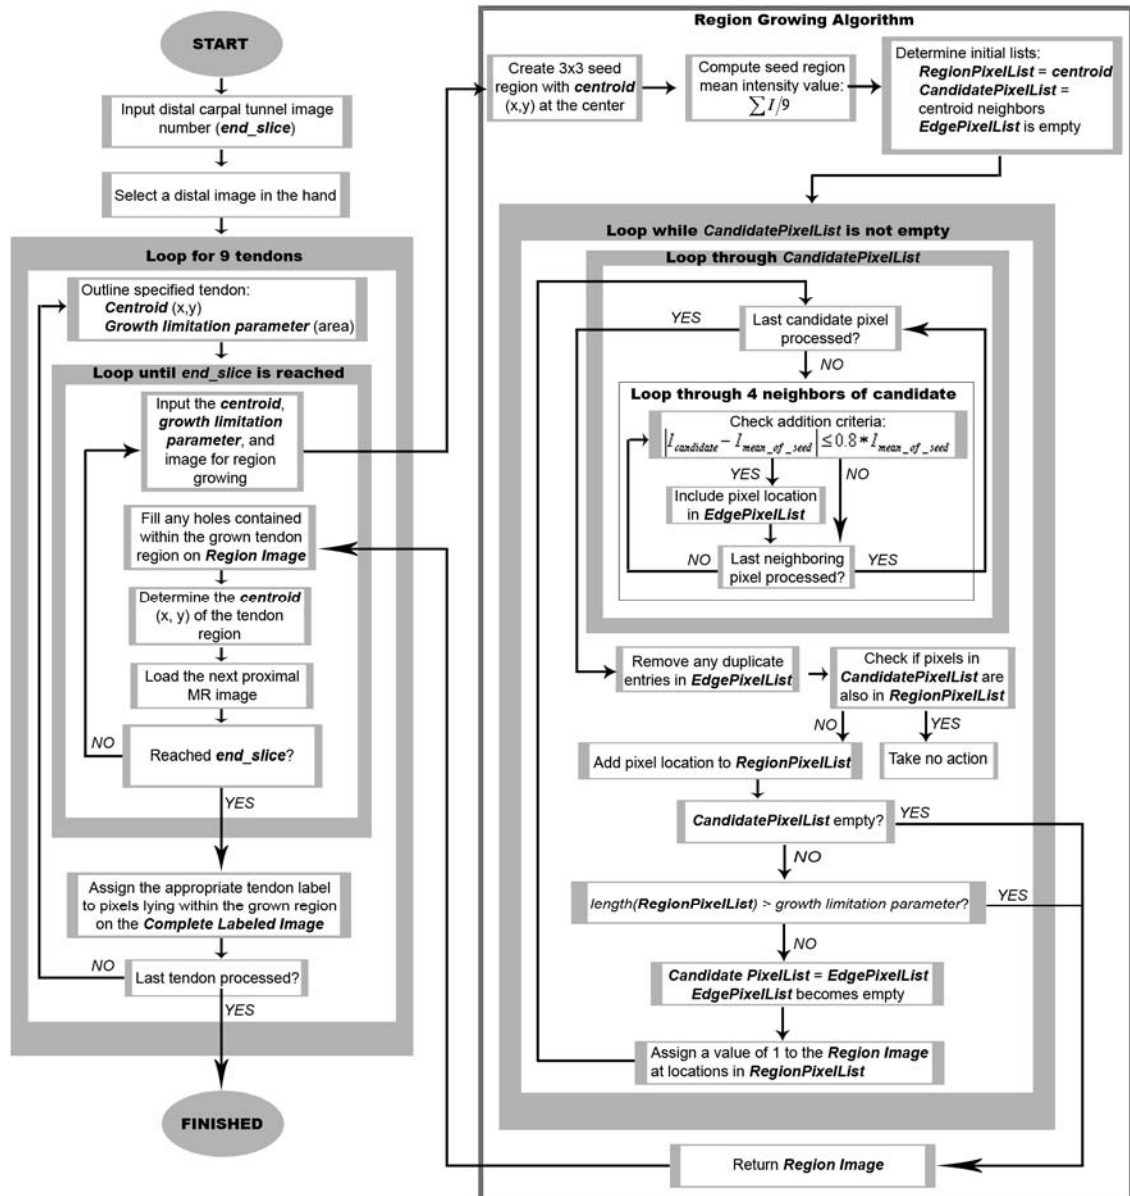 START
Input distal carpal tunnel image
number (end_slice)
Select a distal image in the hand
Loop for 9 tendons
Outline specified tendon:
Centroid (x,y)
Growth limitation parameter (area)
Loop until end_slice is reached
Input the centroid,
growth limitation
parameter, and
image for region
growing
Fill any holes contained
within the grown tendon
region on Region Image
Determine the centroid
(x, y) of the tendon
region
Load the next proximal
MR image
NO
Reached end_slice?
YES
Assign the appropriate tendon label
to pixels lying within the grown region
on the Complete Labeled Image
NO
Last tendon processed?
YES
FINISHED
Region Growing Algorithm
Create 3x3 seed
region with centroid
(x,y) at the center
Compute seed region
mean intensity value:
∑ I/9
Determine initial lists:
RegionPixelList = centroid
CandidatePixelList =
centroid neighbors
EdgePixelList is empty
Loop while CandidatePixelList is not empty
Loop through CandidatePixelList
YES
Last candidate pixel
processed?
NO
Loop through 4 neighbors of candidate
Check addition criteria:
|I_candidate − I_mean_of_seed| ≤ 0.8 * I_mean_of_seed
YES
NO
Include pixel location
in EdgePixelList
NO
Last neighboring
pixel processed?
YES
Remove any duplicate
entries in EdgePixelList
Check if pixels in
CandidatePixelList are
also in RegionPixelList
NO
YES
Add pixel location to RegionPixelList
Take no action
CandidatePixelList empty?
YES
NO
length(RegionPixelList) > growth limitation parameter?
YES
NO
Candidate PixelList = EdgePixelList
EdgePixelList becomes empty
Assign a value of 1 to the Region Image
at locations in RegionPixelList
Return Region Image